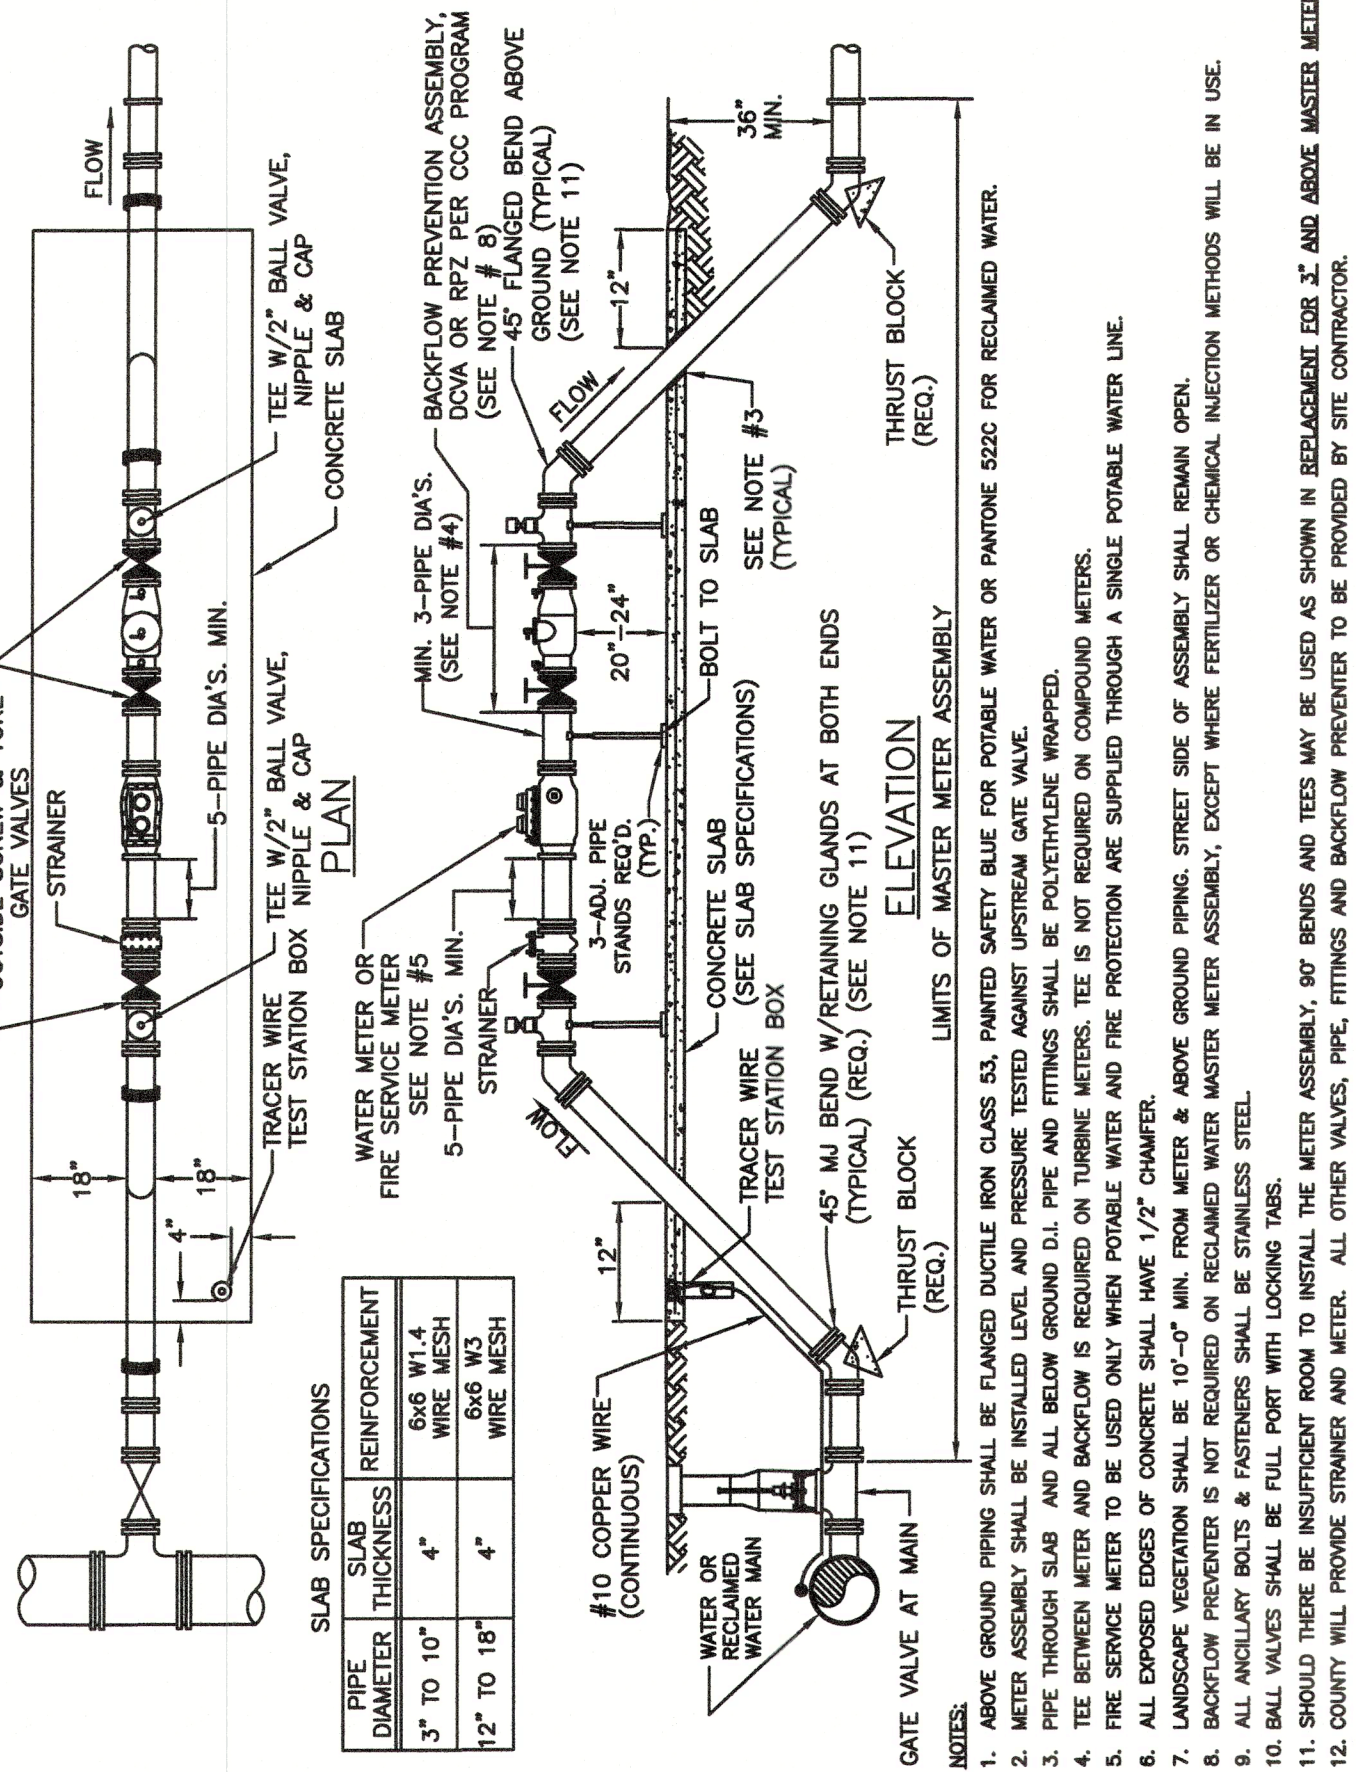 GATE VALVES
STRAINER
5-PIPE DIA'S. MIN.
FLOW
TEE W/2" BALL VALVE,
NIPPLE & CAP
CONCRETE SLAB
TEE W/2" BALL VALVE,
NIPPLE & CAP
TRACER WIRE
TEST STATION BOX
18"
18"
4"
PLAN
SLAB SPECIFICATIONS
PIPE DIAMETER
SLAB THICKNESS
REINFORCEMENT
3" TO 10"
4"
6x6 W1.4
WIRE MESH
12" TO 18"
4"
6x6 W3
WIRE MESH
WATER METER OR
FIRE SERVICE METER
SEE NOTE #5
5-PIPE DIA'S. MIN.
STRAINER
MIN. 3-PIPE DIA'S.
(SEE NOTE #4)
BACKFLOW PREVENTION ASSEMBLY,
DCVA OR RPZ PER CCC PROGRAM
(SEE NOTE # 8)
45° FLANGED BEND ABOVE
GROUND (TYPICAL)
(SEE NOTE 11)
FLOW
FLOW
12"
12"
36"
MIN.
20"-24"
3-ADJ. PIPE
STANDS REQ'D.
(TYP.)
BOLT TO SLAB
SEE NOTE #3
(TYPICAL)
CONCRETE SLAB
(SEE SLAB SPECIFICATIONS)
TRACER WIRE
TEST STATION BOX
#10 COPPER WIRE
(CONTINUOUS)
WATER OR
RECLAIMED
WATER MAIN
GATE VALVE AT MAIN
45° MJ BEND W/RETAINING GLANDS AT BOTH ENDS
(TYPICAL) (REQ.) (SEE NOTE 11)
THRUST BLOCK
(REQ.)
THRUST BLOCK
(REQ.)
ELEVATION
LIMITS OF MASTER METER ASSEMBLY
NOTES:
1. ABOVE GROUND PIPING SHALL BE FLANGED DUCTILE IRON CLASS 53, PAINTED SAFETY BLUE FOR POTABLE WATER OR PANTONE 522C FOR RECLAIMED WATER.
2. METER ASSEMBLY SHALL BE INSTALLED LEVEL AND PRESSURE TESTED AGAINST UPSTREAM GATE VALVE.
3. PIPE THROUGH SLAB AND ALL BELOW GROUND D.I. PIPE AND FITTINGS SHALL BE POLYETHYLENE WRAPPED.
4. TEE BETWEEN METER AND BACKFLOW IS REQUIRED ON TURBINE METERS. TEE IS NOT REQUIRED ON COMPOUND METERS.
5. FIRE SERVICE METER TO BE USED ONLY WHEN POTABLE WATER AND FIRE PROTECTION ARE SUPPLIED THROUGH A SINGLE POTABLE WATER LINE.
6. ALL EXPOSED EDGES OF CONCRETE SHALL HAVE 1/2" CHAMFER.
7. LANDSCAPE VEGETATION SHALL BE 10'-0" MIN. FROM METER & ABOVE GROUND PIPING. STREET SIDE OF ASSEMBLY SHALL REMAIN OPEN.
8. BACKFLOW PREVENTER IS NOT REQUIRED ON RECLAIMED WATER MASTER METER ASSEMBLY, EXCEPT WHERE FERTILIZER OR CHEMICAL INJECTION METHODS WILL BE IN USE.
9. ALL ANCILLARY BOLTS & FASTENERS SHALL BE STAINLESS STEEL.
10. BALL VALVES SHALL BE FULL PORT WITH LOCKING TABS.
11. SHOULD THERE BE INSUFFICIENT ROOM TO INSTALL THE METER ASSEMBLY, 90° BENDS AND TEES MAY BE USED AS SHOWN IN REPLACEMENT FOR 3" AND ABOVE MASTER
12. COUNTY WILL PROVIDE STRAINER AND METER. ALL OTHER VALVES, PIPE, FITTINGS AND BACKFLOW PREVENTER TO BE PROVIDED BY SITE CONTRACTOR.